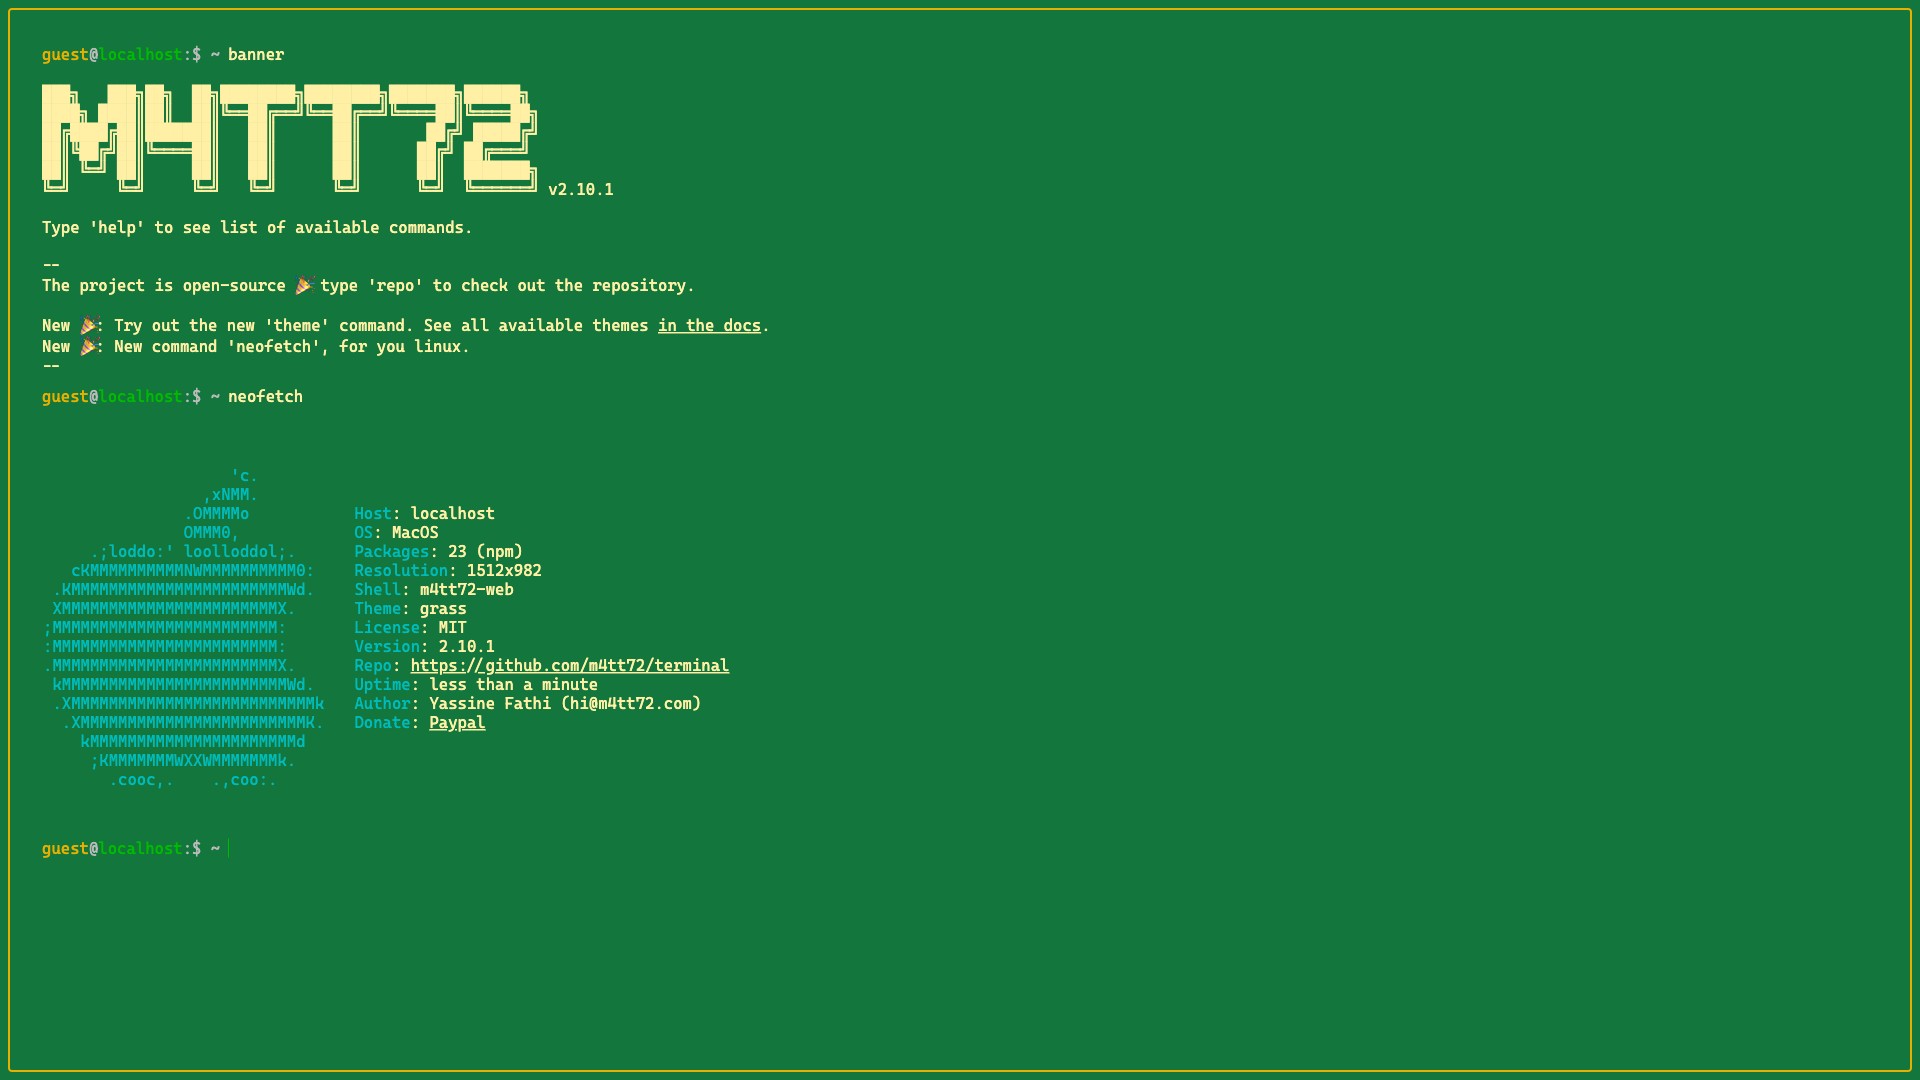 guest@localhost:$ ~ banner
M4TT72 v2.10.1
Type 'help' to see list of available commands.
--
The project is open-source 🎉 type 'repo' to check out the repository.
New 🎉: Try out the new 'theme' command. See all available themes in the docs.
New 🎉: New command 'neofetch', for you linux.
--
guest@localhost:$ ~ neofetch
                    'c.
                 ,xNMM.
               .OMMMMo           Host: localhost
               OMMM0,            OS: MacOS
     .;loddo:' loolloddol;.      Packages: 23 (npm)
   cKMMMMMMMMMMNWMMMMMMMMMM0:    Resolution: 1512x982
 .KMMMMMMMMMMMMMMMMMMMMMMMWd.    Shell: m4tt72-web
 XMMMMMMMMMMMMMMMMMMMMMMMX.      Theme: grass
;MMMMMMMMMMMMMMMMMMMMMMMM:       License: MIT
:MMMMMMMMMMMMMMMMMMMMMMMM:       Version: 2.10.1
.MMMMMMMMMMMMMMMMMMMMMMMMX.      Repo: https://github.com/m4tt72/terminal
 kMMMMMMMMMMMMMMMMMMMMMMMMWd.    Uptime: less than a minute
 .XMMMMMMMMMMMMMMMMMMMMMMMMMMk   Author: Yassine Fathi (hi@m4tt72.com)
  .XMMMMMMMMMMMMMMMMMMMMMMMMK.   Donate: Paypal
    kMMMMMMMMMMMMMMMMMMMMMMd
     ;KMMMMMMMWXXWMMMMMMMk.
       .cooc,.    .,coo:.
guest@localhost:$ ~